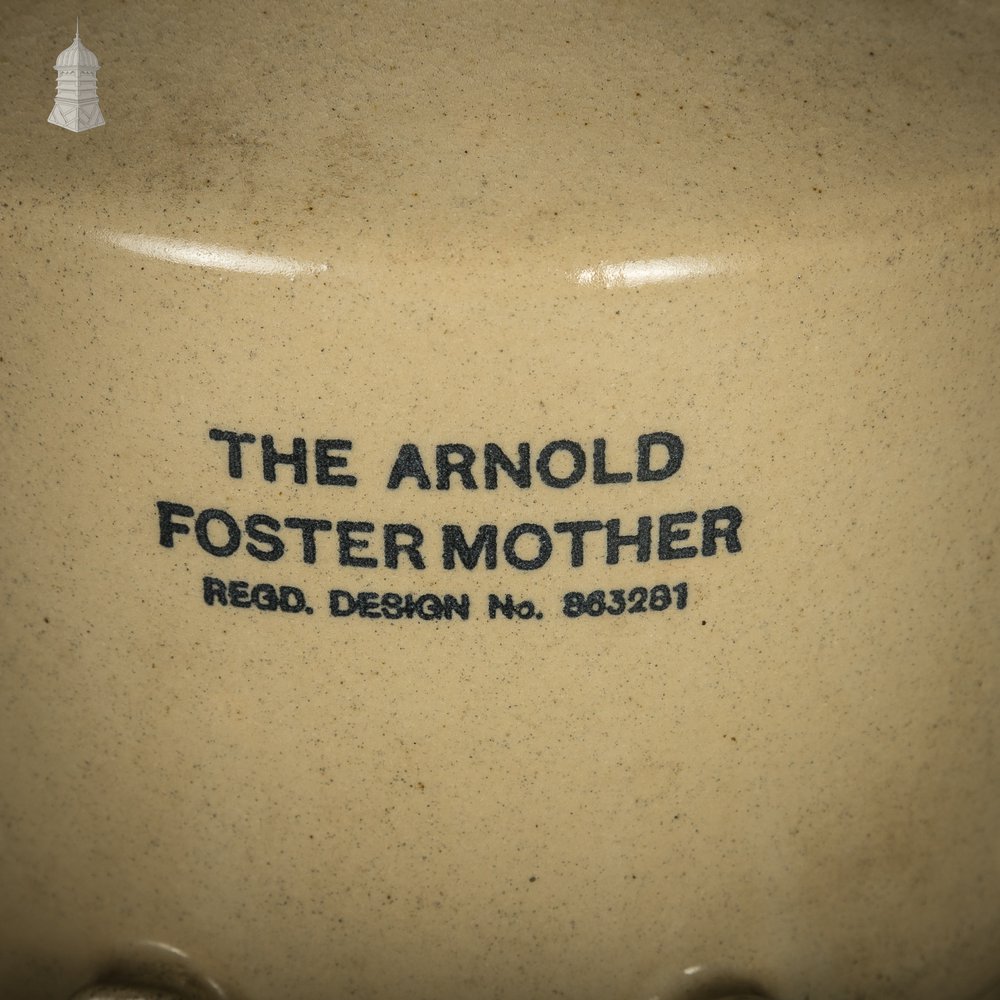 THE ARNOLD
FOSTER MOTHER
REGD. DESIGN No. 863281